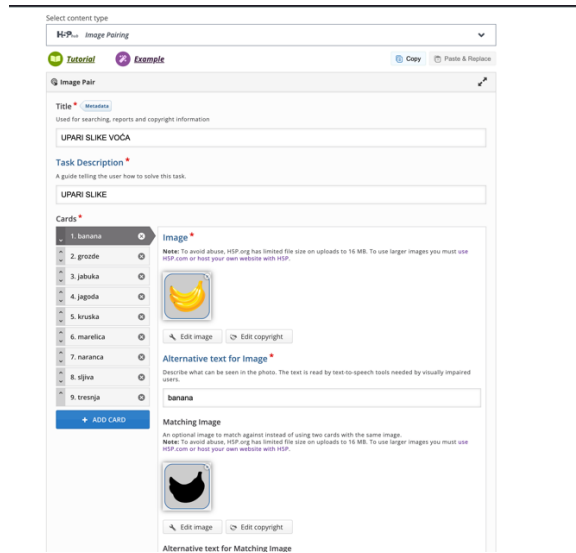 Select content type
H5P hub Image Pairing
Tutorial Example Copy Paste & Replace
Image Pair
Title * Metadata
Used for searching, reports and copyright information
UPARI SLIKE VOĆA
Task Description *
A guide telling the user how to solve this task.
UPARI SLIKE
Cards *
1. banana
2. grozde
3. jabuka
4. jagoda
5. kruska
6. marelica
7. naranca
8. sljiva
9. tresnja
+ ADD CARD
Image *
Note: To avoid abuse, H5P.org has limited file size on uploads to 16 MB. To use larger images you must use
H5P.com or host your own website with H5P.
Edit image Edit copyright
Alternative text for Image *
Describe what can be seen in the photo. The text is read by text-to-speech tools needed by visually impaired
users.
banana
Matching Image
An optional image to match against instead of using two cards with the same image.
Note: To avoid abuse, H5P.org has limited file size on uploads to 16 MB. To use larger images you must use
H5P.com or host your own website with H5P.
Edit image Edit copyright
Alternative text for Matching Image